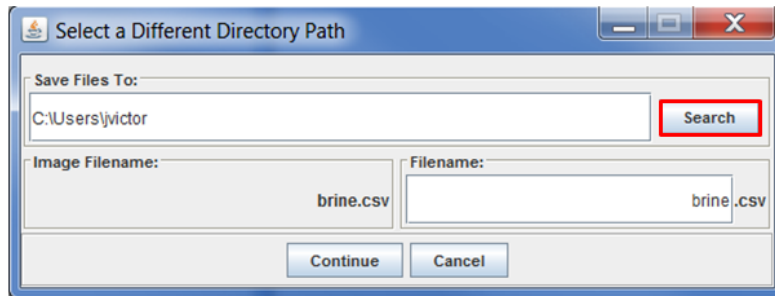 Select a Different Directory Path
Save Files To:
C:\Users\jvictor
Search
Image Filename:
brine.csv
Filename:
brine .csv
Continue
Cancel